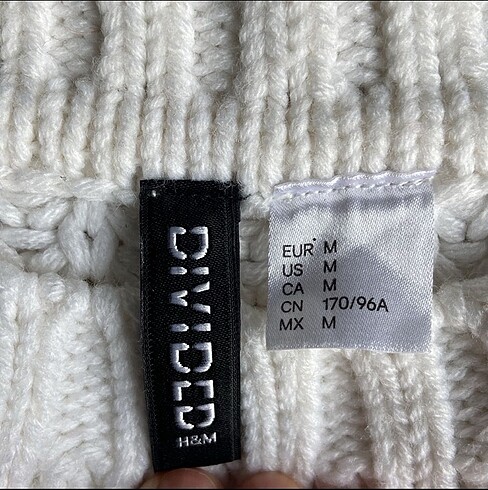 DIVIDED
H&M
EUR M
US M
CA M
CN 170/96A
MX M